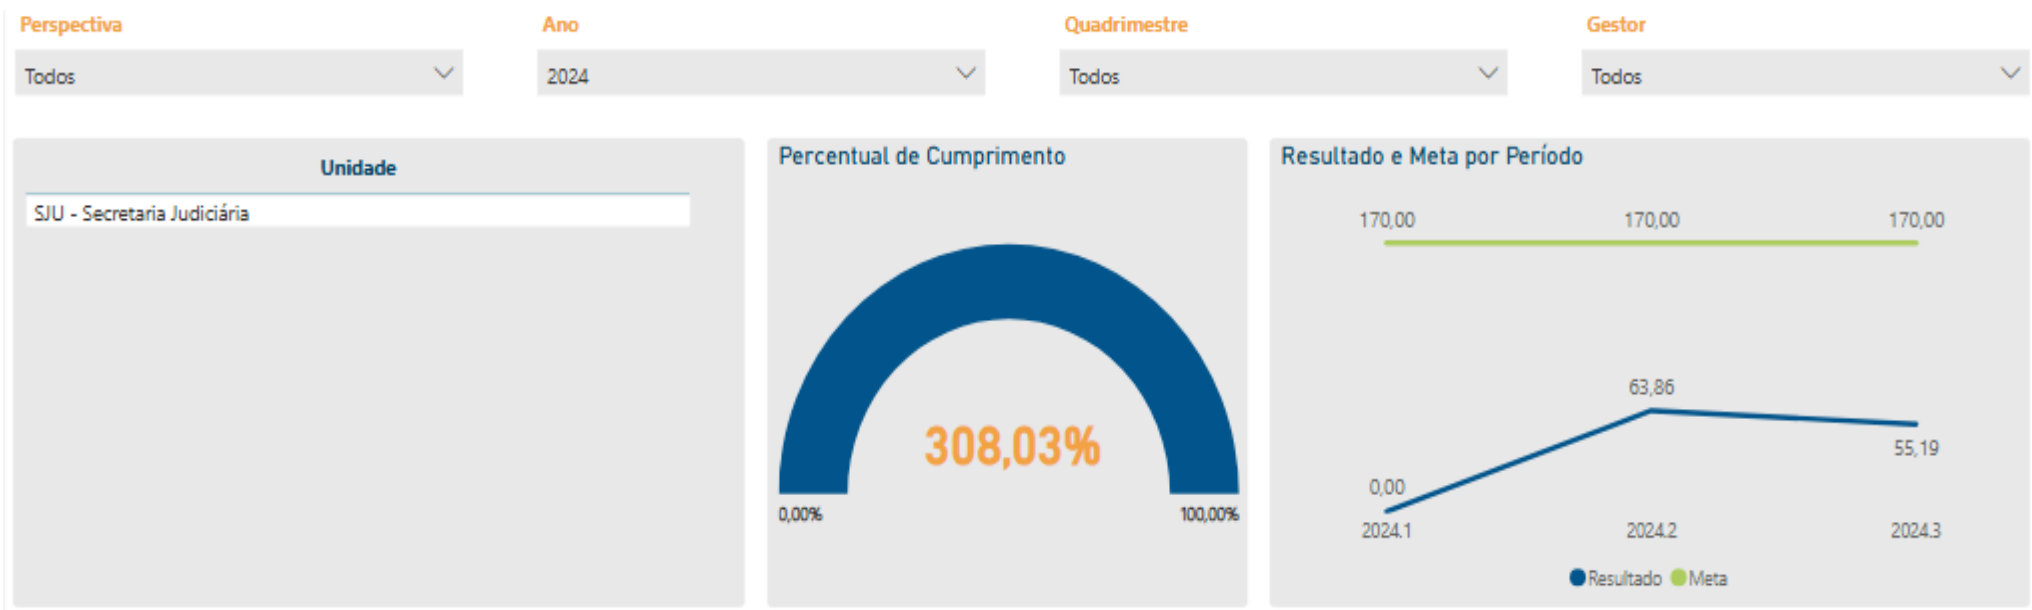 Perspectiva
Todos
Ano
2024
Quadrimestre
Todos
Gestor
Todos
Unidade
SJU - Secretaria Judiciária
Percentual de Cumprimento
308,03%
0,00%
100,00%
Resultado e Meta por Período
170,00
170,00
170,00
63,86
55,19
0,00
2024.1
2024.2
2024.3
Resultado
Meta